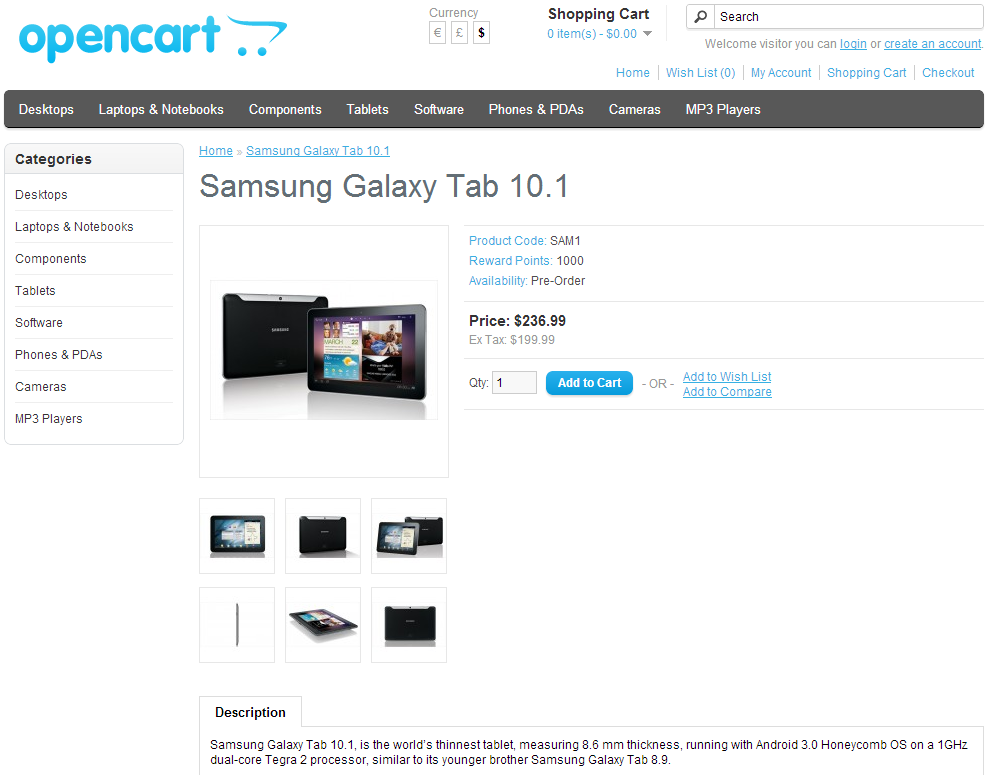 opencart
Currency
€ £ $
Shopping Cart
0 item(s) - $0.00
Search
Welcome visitor you can login or create an account.
Home Wish List (0) My Account Shopping Cart Checkout
Desktops Laptops & Notebooks Components Tablets Software Phones & PDAs Cameras MP3 Players
Categories
Desktops
Laptops & Notebooks
Components
Tablets
Software
Phones & PDAs
Cameras
MP3 Players
Home » Samsung Galaxy Tab 10.1
Samsung Galaxy Tab 10.1
SAMSUNG
MARCH 22
Product Code: SAM1
Reward Points: 1000
Availability: Pre-Order
Price: $236.99
Ex Tax: $199.99
Qty: 1 Add to Cart - OR - Add to Wish List
Add to Compare
Description
Samsung Galaxy Tab 10.1, is the world's thinnest tablet, measuring 8.6 mm thickness, running with Android 3.0 Honeycomb OS on a 1GHz
dual-core Tegra 2 processor, similar to its younger brother Samsung Galaxy Tab 8.9.